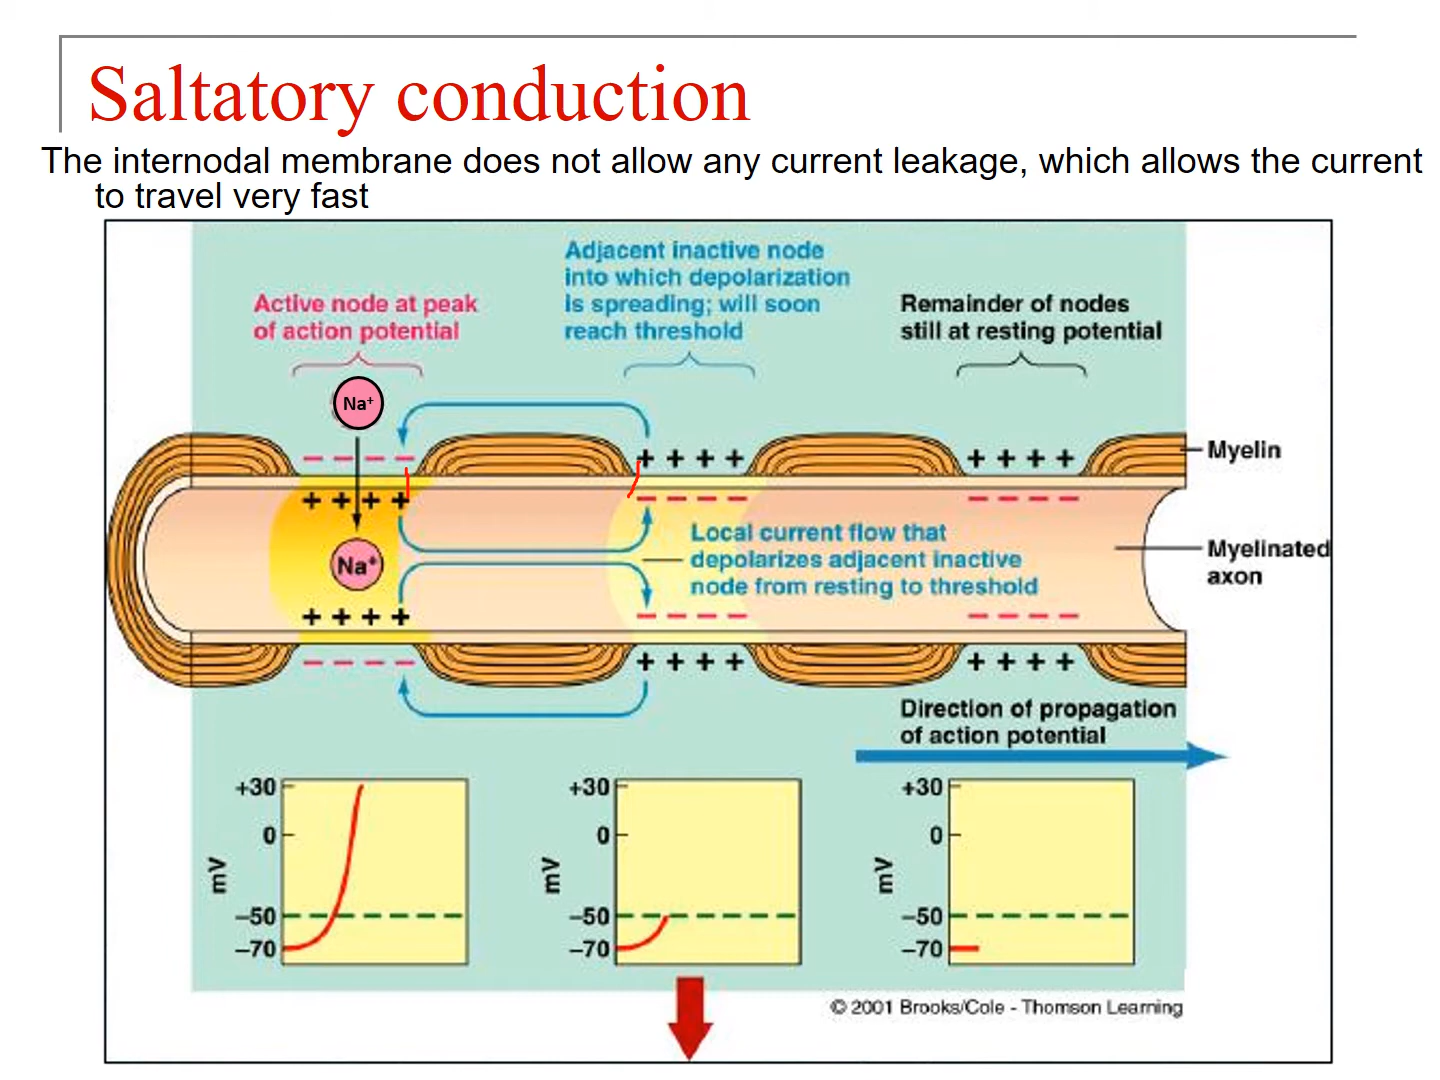 Saltatory conduction
The internodal membrane does not allow any current leakage, which allows the current
to travel very fast
Active node at peak
of action potential
Adjacent inactive node
into which depolarization
is spreading; will soon
reach threshold
Remainder of nodes
still at resting potential
Na+
– – – –
+ + + +
+ + + +
Myelin
+ + + +
– – – –
– – – –
Na+
Local current flow that
depolarizes adjacent inactive
node from resting to threshold
Myelinated
axon
+ + + +
– – – –
– – – –
– – – –
+ + + +
+ + + +
Direction of propagation
of action potential
+30
0
–50
–70
mV
+30
0
–50
–70
mV
+30
0
–50
–70
mV
© 2001 Brooks/Cole - Thomson Learning